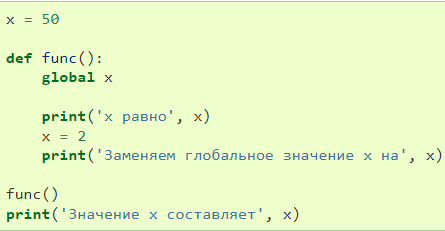 x = 50
def func():
    global x
    print('x равно', x)
    x = 2
    print('Заменяем глобальное значение x на', x)
func()
print('Значение x составляет', x)